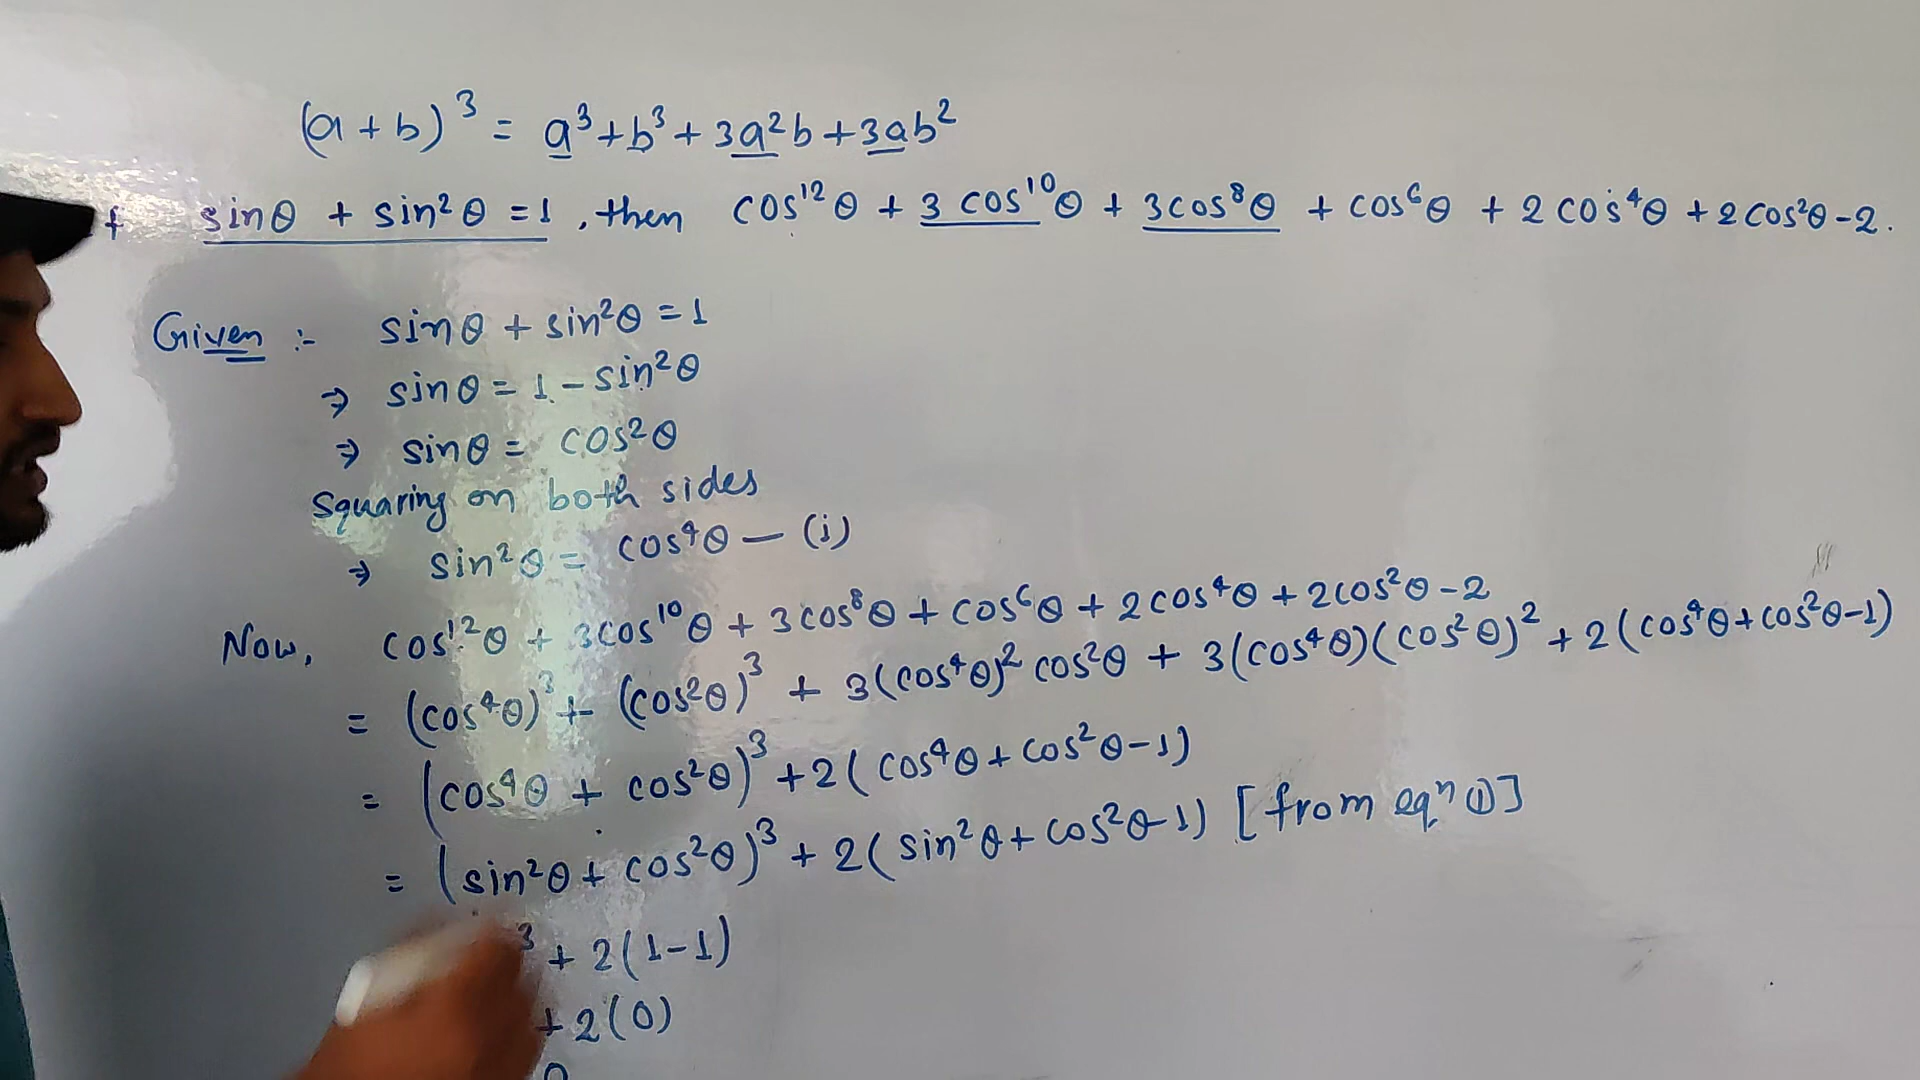 (a+b)³ = a³+b³+3a²b+3ab²
f sinθ + sin²θ = 1, then cos¹²θ + 3 cos¹⁰θ + 3cos⁸θ + cos⁶θ + 2cos⁴θ + 2cos²θ-2.
Given :- sinθ + sin²θ = 1
⇒ sinθ = 1 - sin²θ
⇒ sinθ = cos²θ
Squaring on both sides
⇒ sin²θ = cos⁴θ — (i)
Now, cos¹²θ + 3cos¹⁰θ + 3cos⁸θ + cos⁶θ + 2cos⁴θ + 2cos²θ-2
= (cos⁴θ)³ + (cos²θ)³ + 3(cos⁴θ)² cos²θ + 3(cos⁴θ)(cos²θ)² + 2(cos⁴θ+cos²θ-1)
= (cos⁴θ + cos²θ)³ + 2(cos⁴θ + cos²θ-1)
= (sin²θ + cos²θ)³ + 2(sin²θ + cos²θ-1) [from eqⁿ ①]
³ + 2(1-1)
+ 2(0)
0